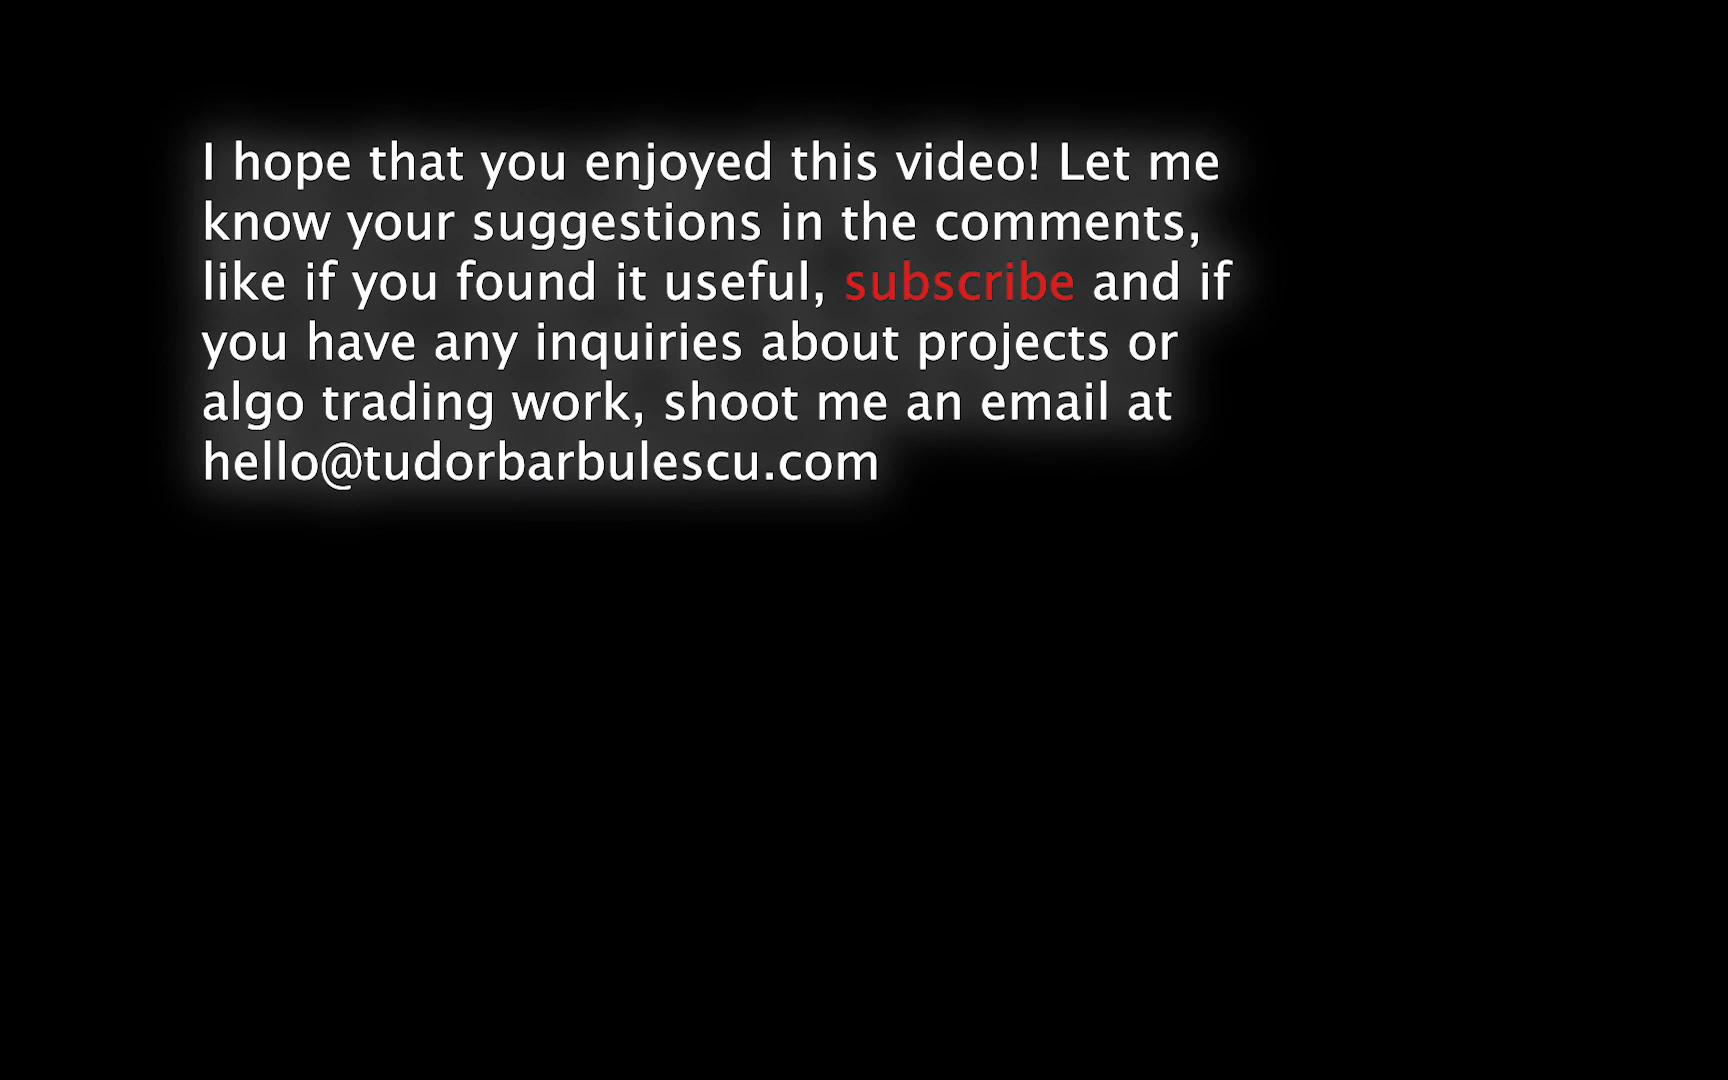 I hope that you enjoyed this video! Let me
know your suggestions in the comments,
like if you found it useful, subscribe and if
you have any inquiries about projects or
algo trading work, shoot me an email at
hello@tudorbarbulescu.com